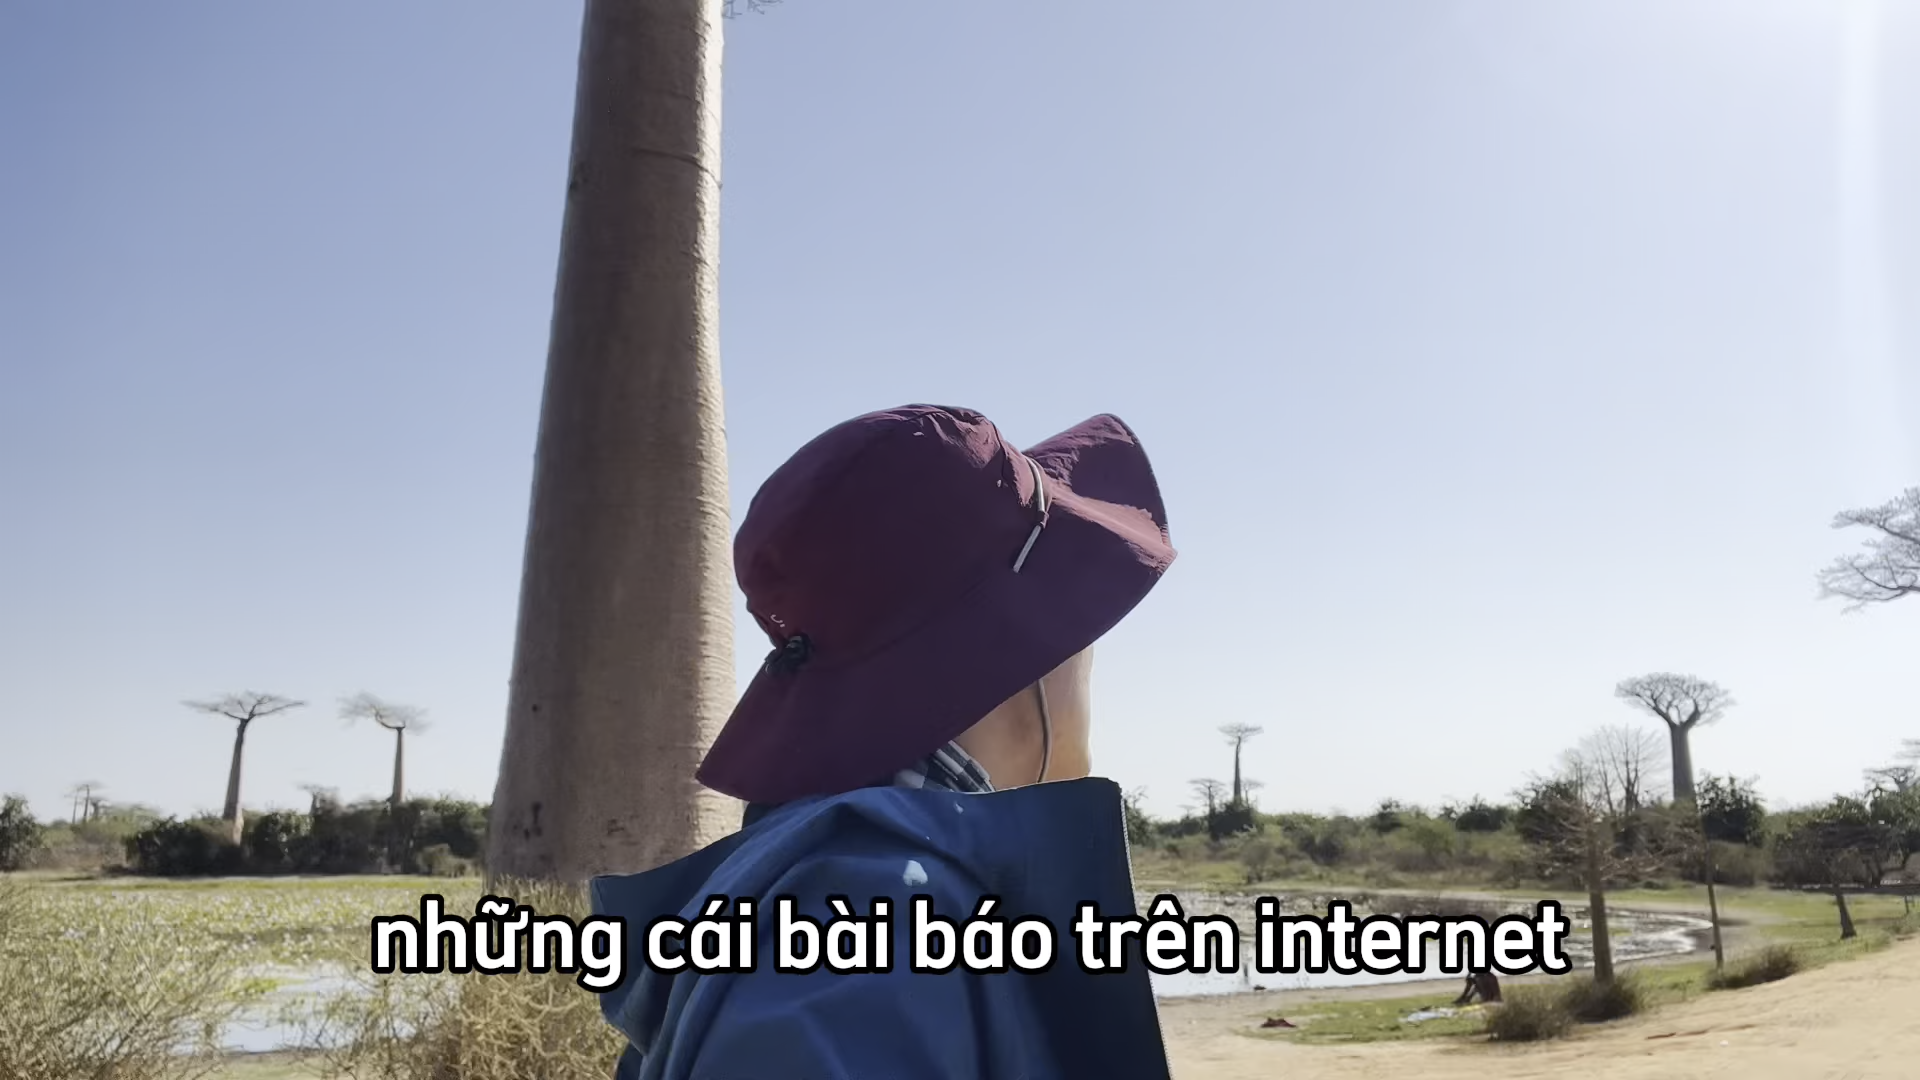 những cái bài báo trên internet